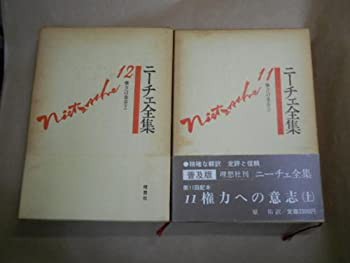 ニーチェ全集
12
Nietzsche
理想社
ニーチェ全集
11
Nietzsche
●精確な翻訳 定評と信頼
普及版 理想社刊 ニーチェ全集
第11回配本
11 権力への意志(上)
原 佑訳／定価2300円